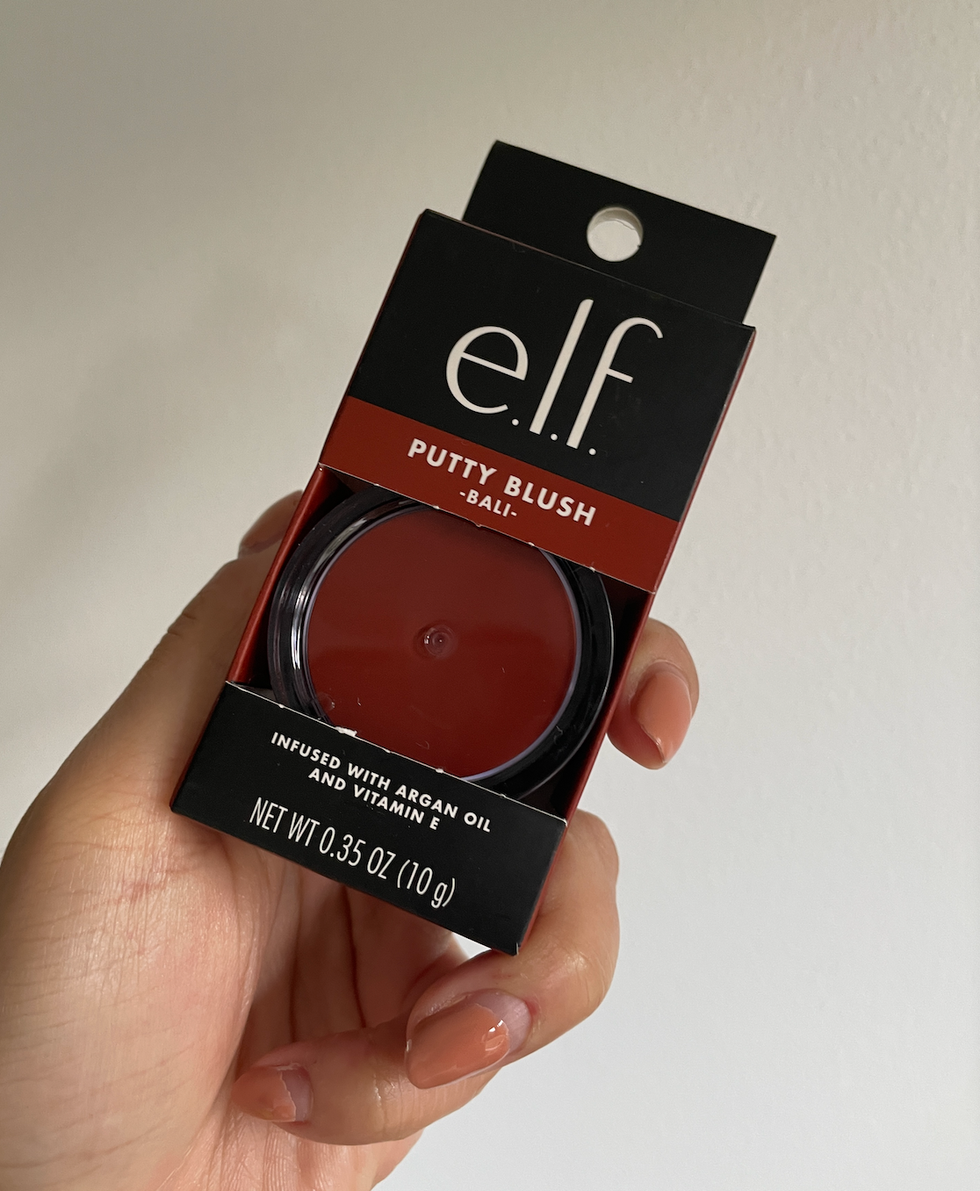 e.l.f.
PUTTY BLUSH
-BALI-
INFUSED WITH ARGAN OIL
AND VITAMIN E
NET WT 0.35 OZ (10 g)